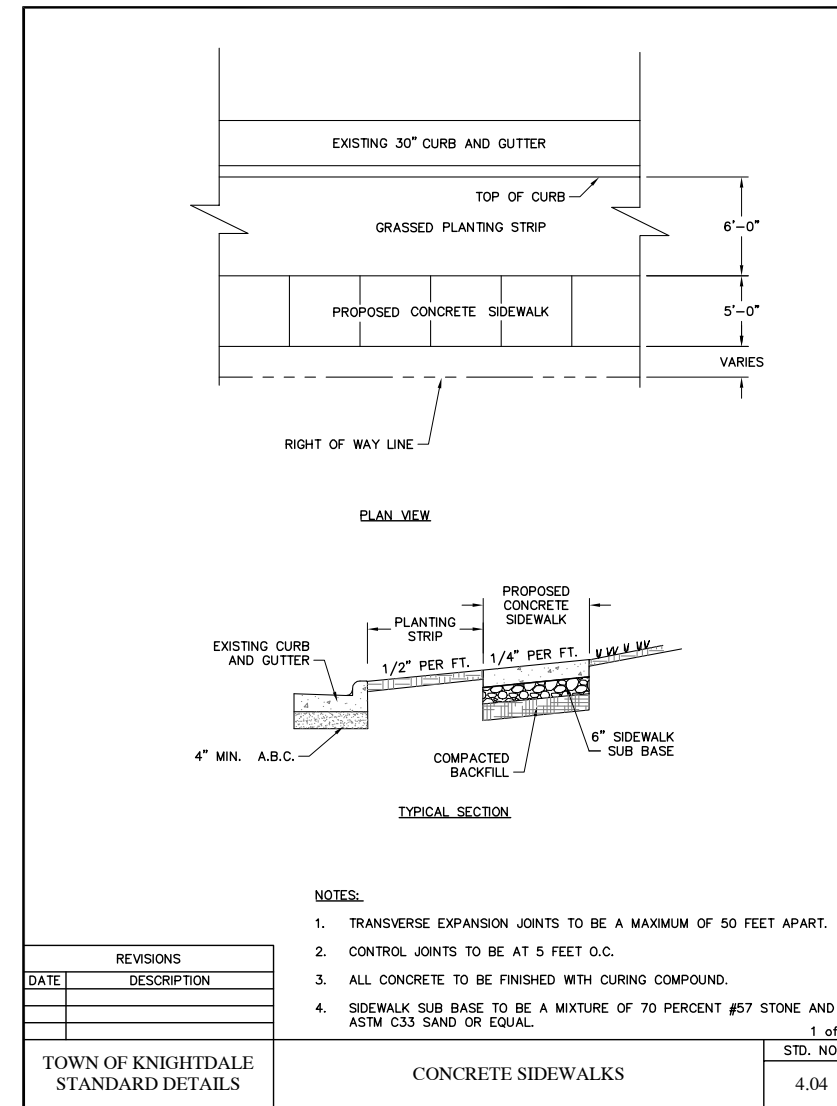 EXISTING 30" CURB AND GUTTER
TOP OF CURB
GRASSED PLANTING STRIP
6'-0"
PROPOSED CONCRETE SIDEWALK
5'-0"
VARIES
RIGHT OF WAY LINE
PLAN VIEW
PROPOSED
CONCRETE
SIDEWALK
PLANTING
STRIP
EXISTING CURB
AND GUTTER
1/2" PER FT.
1/4" PER FT.
4" MIN. A.B.C.
COMPACTED
BACKFILL
6" SIDEWALK
SUB BASE
TYPICAL SECTION
NOTES:
1. TRANSVERSE EXPANSION JOINTS TO BE A MAXIMUM OF 50 FEET APART.
2. CONTROL JOINTS TO BE AT 5 FEET O.C.
3. ALL CONCRETE TO BE FINISHED WITH CURING COMPOUND.
4. SIDEWALK SUB BASE TO BE A MIXTURE OF 70 PERCENT #57 STONE AND
ASTM C33 SAND OR EQUAL.
1 of
REVISIONS
DATE DESCRIPTION
TOWN OF KNIGHTDALE
STANDARD DETAILS
CONCRETE SIDEWALKS
STD. NO
4.04